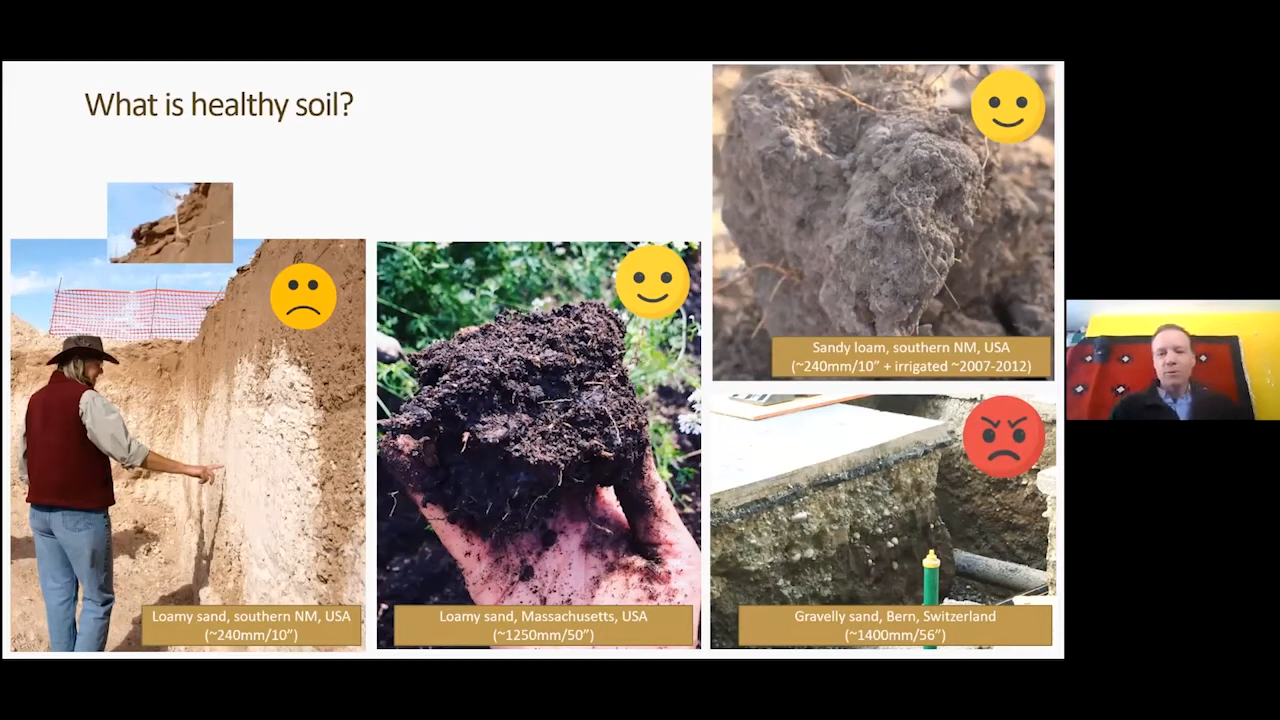 What is healthy soil?
Sandy loam, southern NM, USA
(~240mm/10” + irrigated ~2007-2012)
Loamy sand, southern NM, USA
(~240mm/10”)
Loamy sand, Massachusetts, USA
(~1250mm/50”)
Gravelly sand, Bern, Switzerland
(~1400mm/56”)